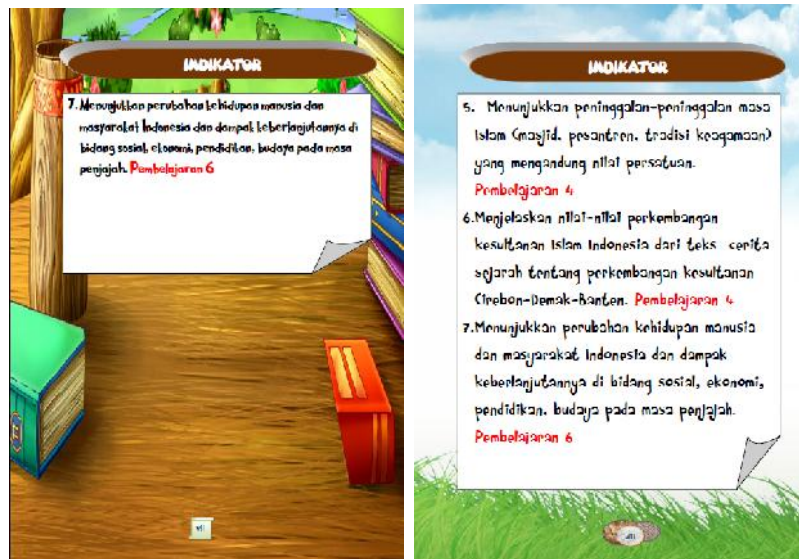 INDIKATOR
7. Menunjukkan perubahan kehidupan manusia dan
masyarakat Indonesia dan dampak keberlanjutannya di
bidang sosial, ekonomi, pendidikan, budaya pada masa
penjajah. Pembelajaran 6
vii
INDIKATOR
5. Menunjukkan peninggalan-peninggalan masa
Islam (masjid, pesantren, tradisi keagamaan)
yang mengandung nilai persatuan.
Pembelajaran 4
6.Menjelaskan nilai-nilai perkembangan
kesultanan Islam Indonesia dari teks cerita
sejarah tentang perkembangan kesultanan
Cirebon-Demak-Banten. Pembelajaran 4
7.Menunjukkan perubahan kehidupan manusia
dan masyarakat Indonesia dan dampak
keberlanjutannya di bidang sosial, ekonomi,
pendidikan, budaya pada masa penjajah.
Pembelajaran 6